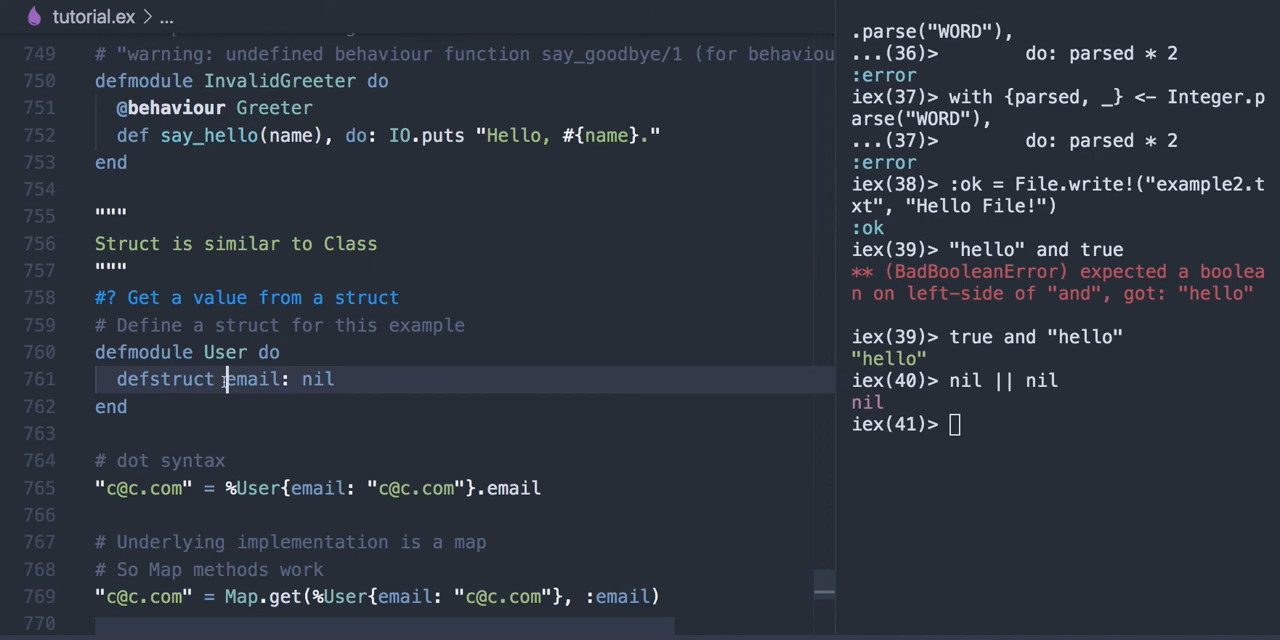 tutorial.ex > ...
749 # "warning: undefined behaviour function say_goodbye/1 (for behaviou
750 defmodule InvalidGreeter do
751 @behaviour Greeter
752 def say_hello(name), do: IO.puts "Hello, #{name}."
753 end
754
755 """
756 Struct is similar to Class
757 """
758 #? Get a value from a struct
759 # Define a struct for this example
760 defmodule User do
761 defstruct email: nil
762 end
763
764 # dot syntax
765 "c@c.com" = %User{email: "c@c.com"}.email
766
767 # Underlying implementation is a map
768 # So Map methods work
769 "c@c.com" = Map.get(%User{email: "c@c.com"}, :email)
770
.parse("WORD"),
...(36)> do: parsed * 2
:error
iex(37)> with {parsed, _} <- Integer.p
arse("WORD"),
...(37)> do: parsed * 2
:error
iex(38)> :ok = File.write!("example2.t
xt", "Hello File!")
:ok
iex(39)> "hello" and true
** (BadBooleanError) expected a boolea
n on left-side of "and", got: "hello"
iex(39)> true and "hello"
"hello"
iex(40)> nil || nil
nil
iex(41)>